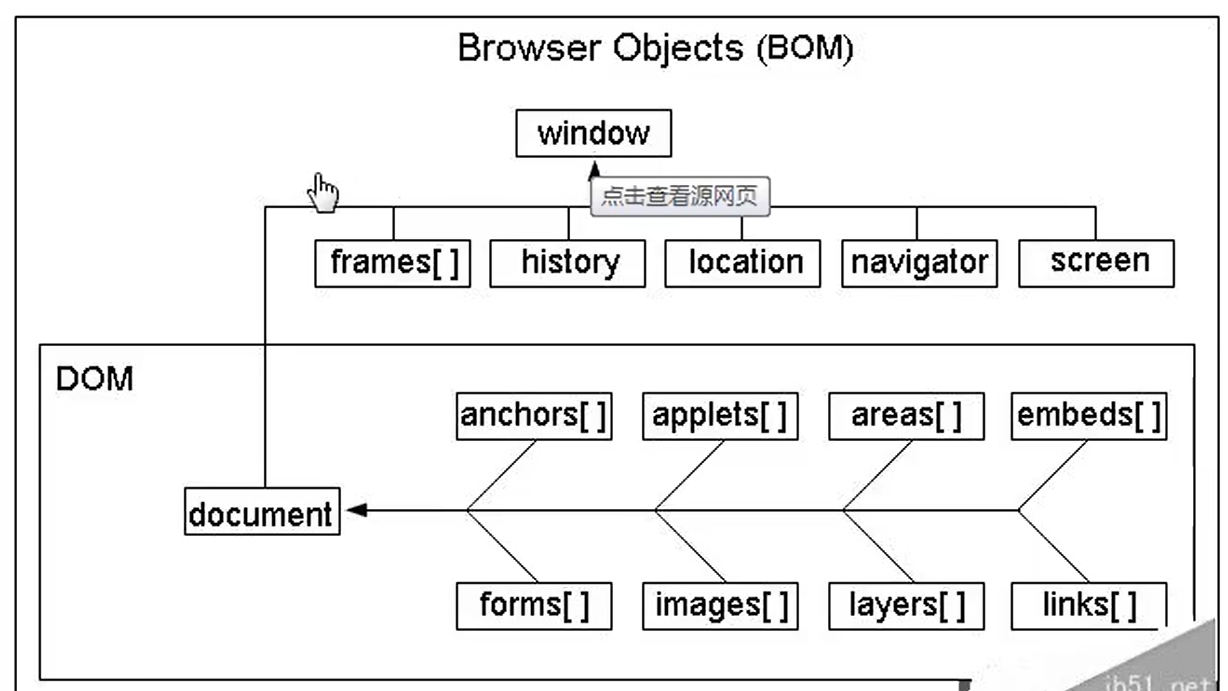 Browser Objects (BOM)
window
点击查看源网页
frames[ ]
history
location
navigator
screen
DOM
anchors[ ]
applets[ ]
areas[ ]
embeds[ ]
document
forms[ ]
images[ ]
layers[ ]
links[ ]
jb51.net